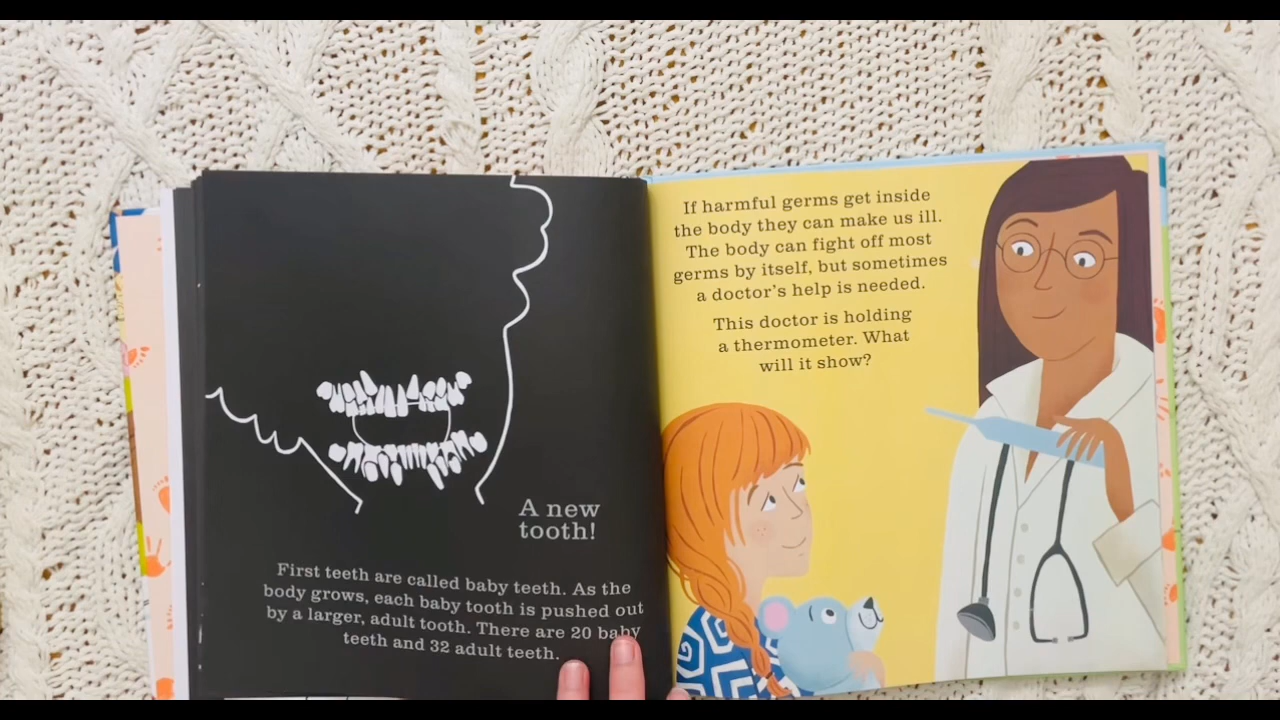 A new
tooth!
First teeth are called baby teeth. As the
body grows, each baby tooth is pushed out
by a larger, adult tooth. There are 20 baby
teeth and 32 adult teeth.
If harmful germs get inside
the body they can make us ill.
The body can fight off most
germs by itself, but sometimes
a doctor's help is needed.
This doctor is holding
a thermometer. What
will it show?